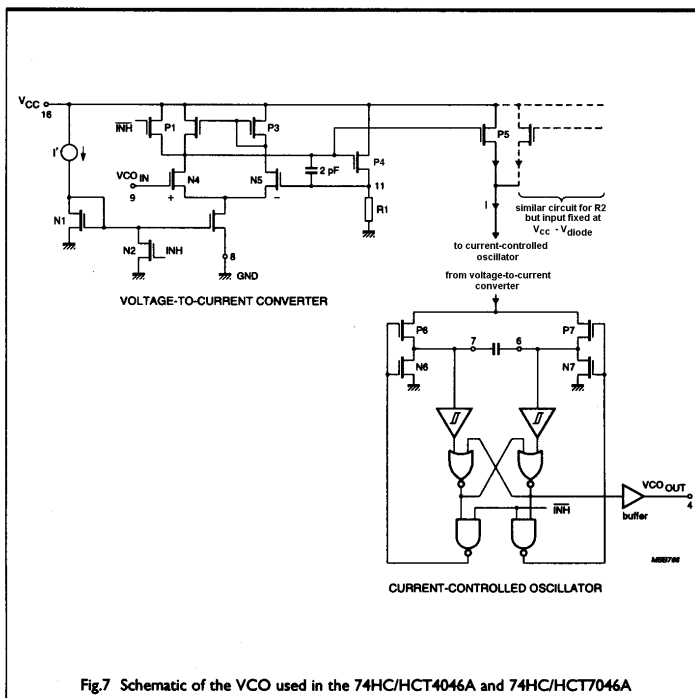 VCC
16
INH
P1
P3
P5
I'
2 pF
P4
VCO IN
9
N4
N5
+
−
11
R1
N1
N2
INH
8
GND
I
similar circuit for R2
but input fixed at
VCC - Vdiode
to current-controlled
oscillator
VOLTAGE-TO-CURRENT CONVERTER
from voltage-to-current
converter
P6
P7
7
6
N6
N7
VCO OUT
INH
buffer
4
MBB766
CURRENT-CONTROLLED OSCILLATOR
Fig.7 Schematic of the VCO used in the 74HC/HCT4046A and 74HC/HCT7046A